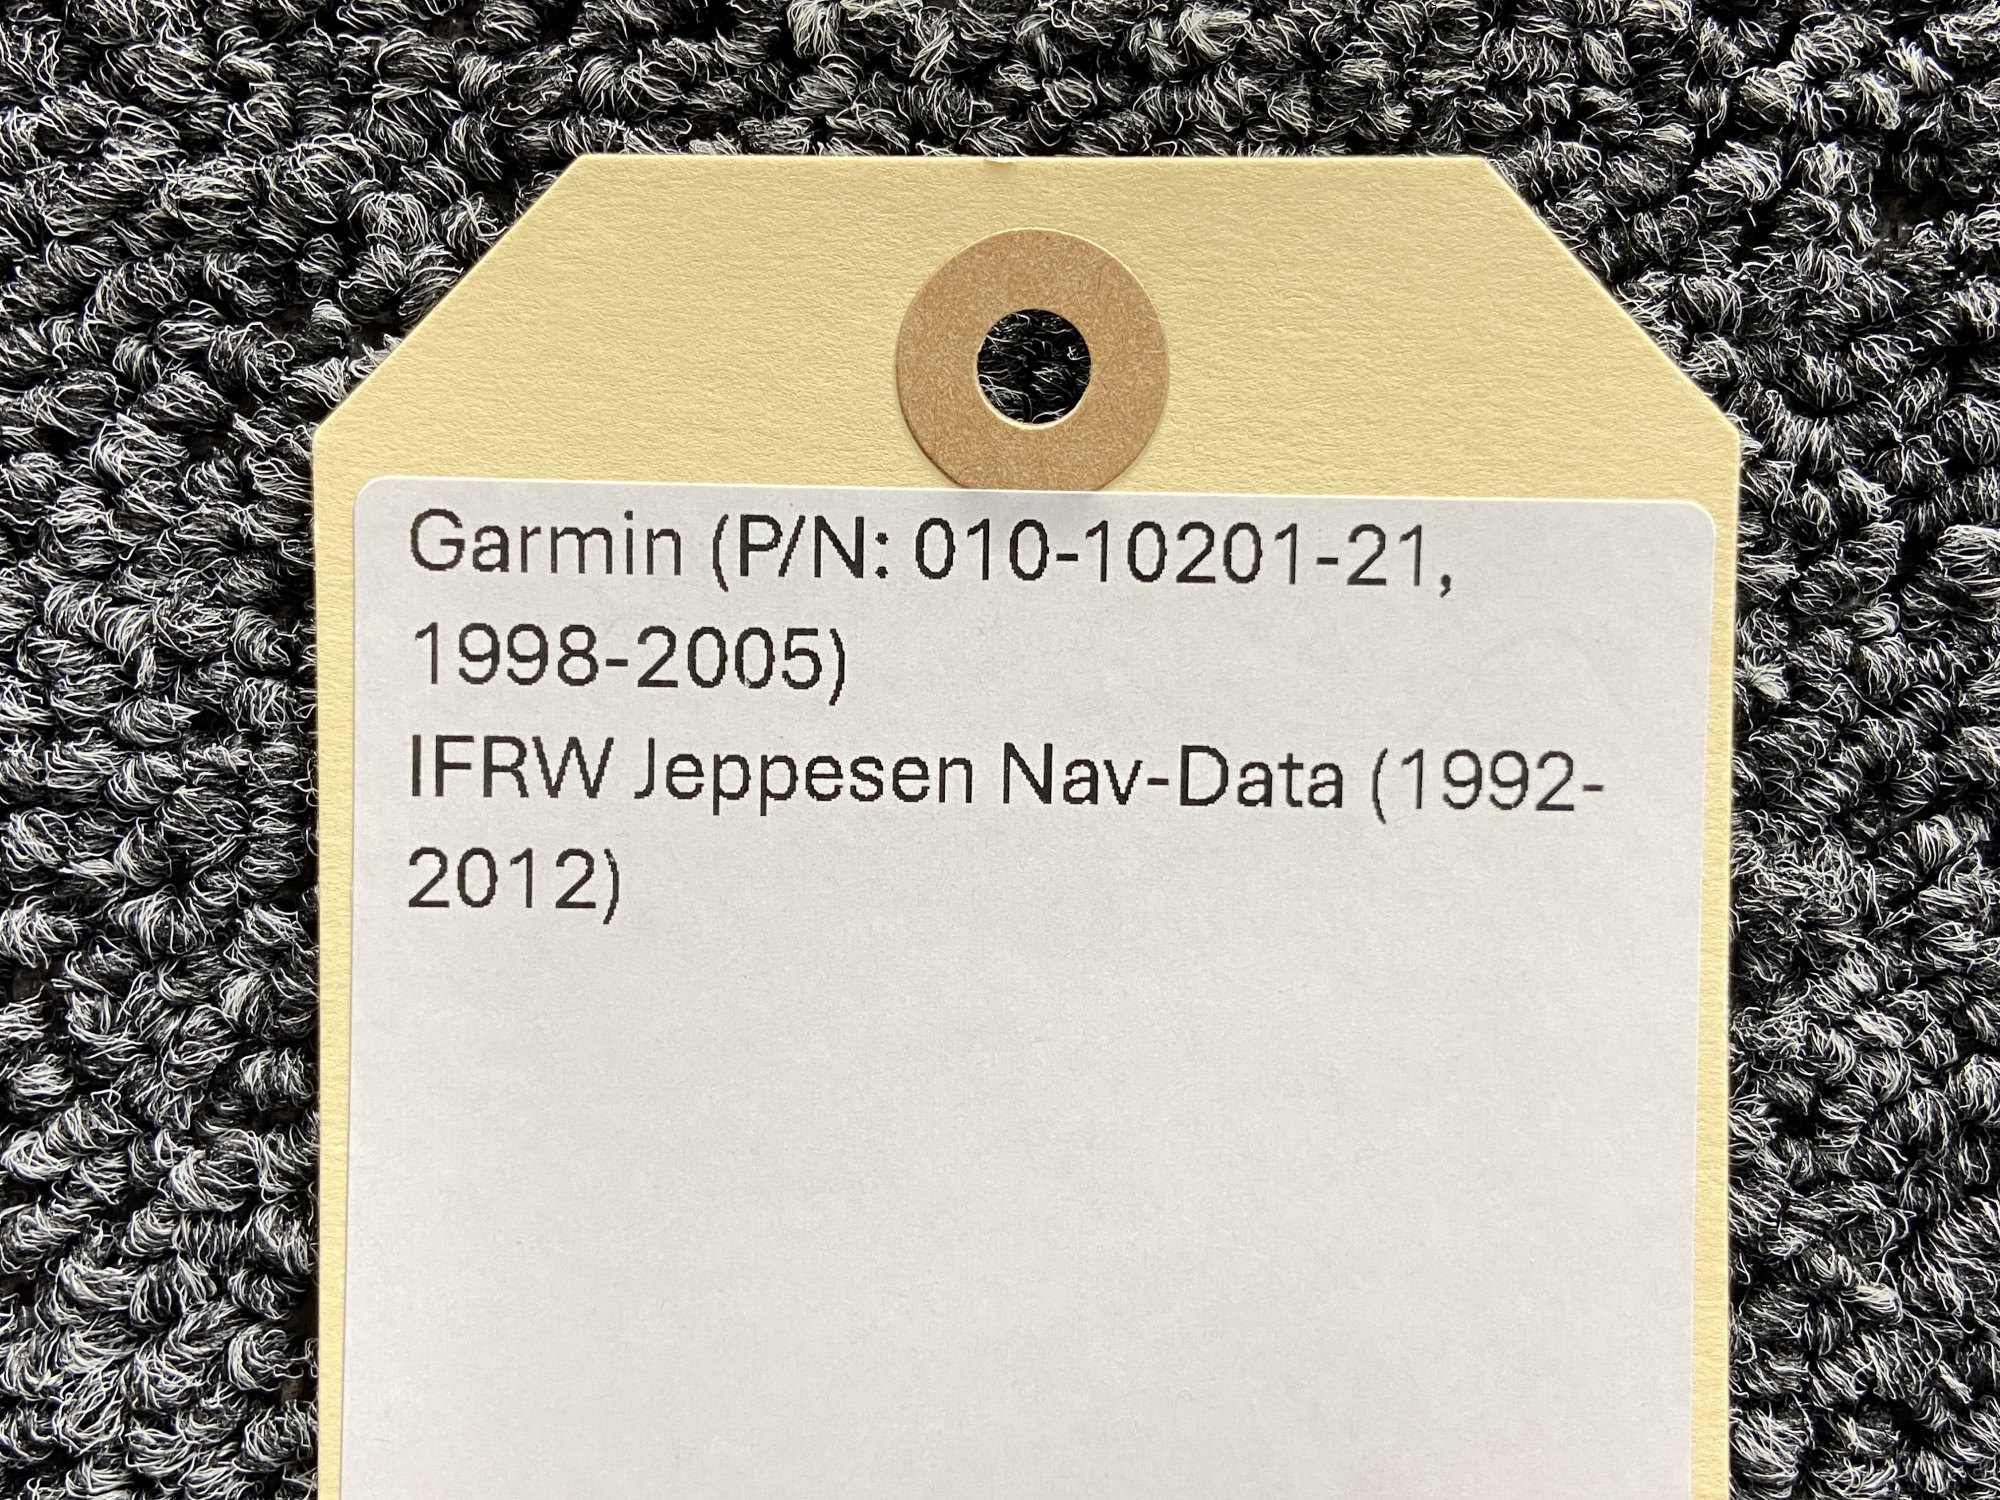 Garmin (P/N: 010-10201-21,
1998-2005)
IFRW Jeppesen Nav-Data (1992-
2012)